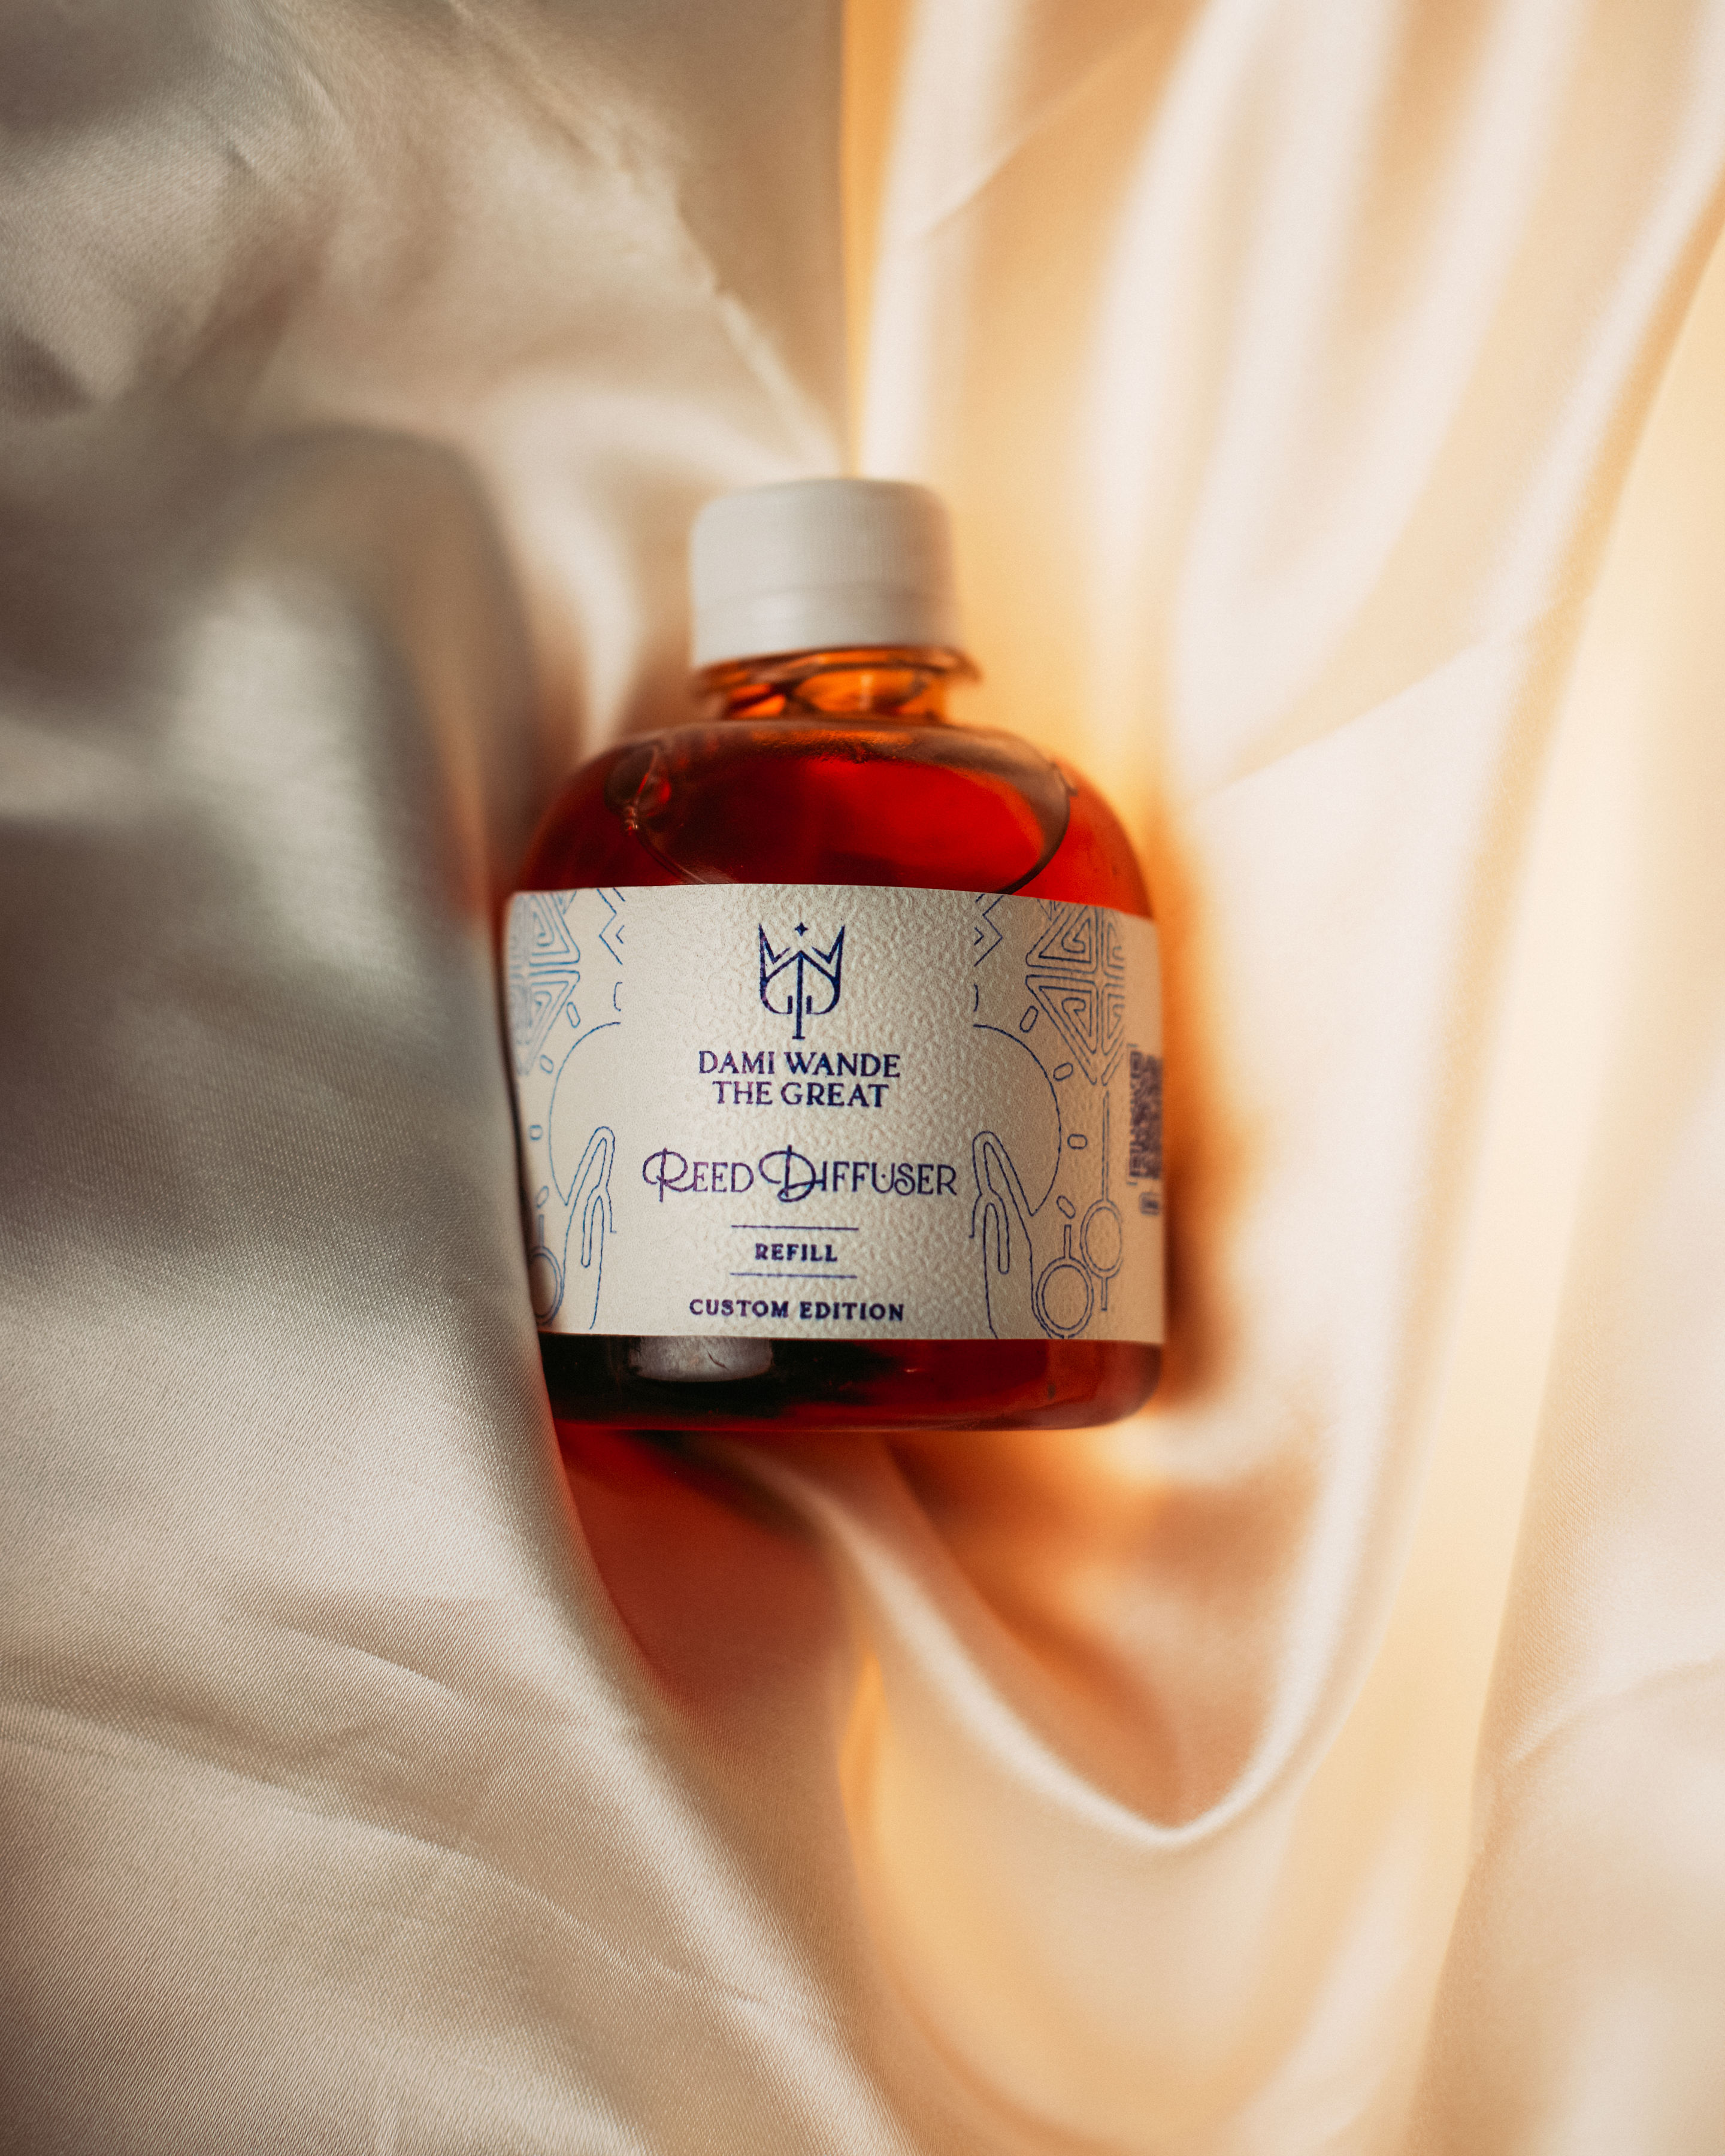 DAMI WANDE
THE GREAT
REED DIFFUSER
REFILL
CUSTOM EDITION